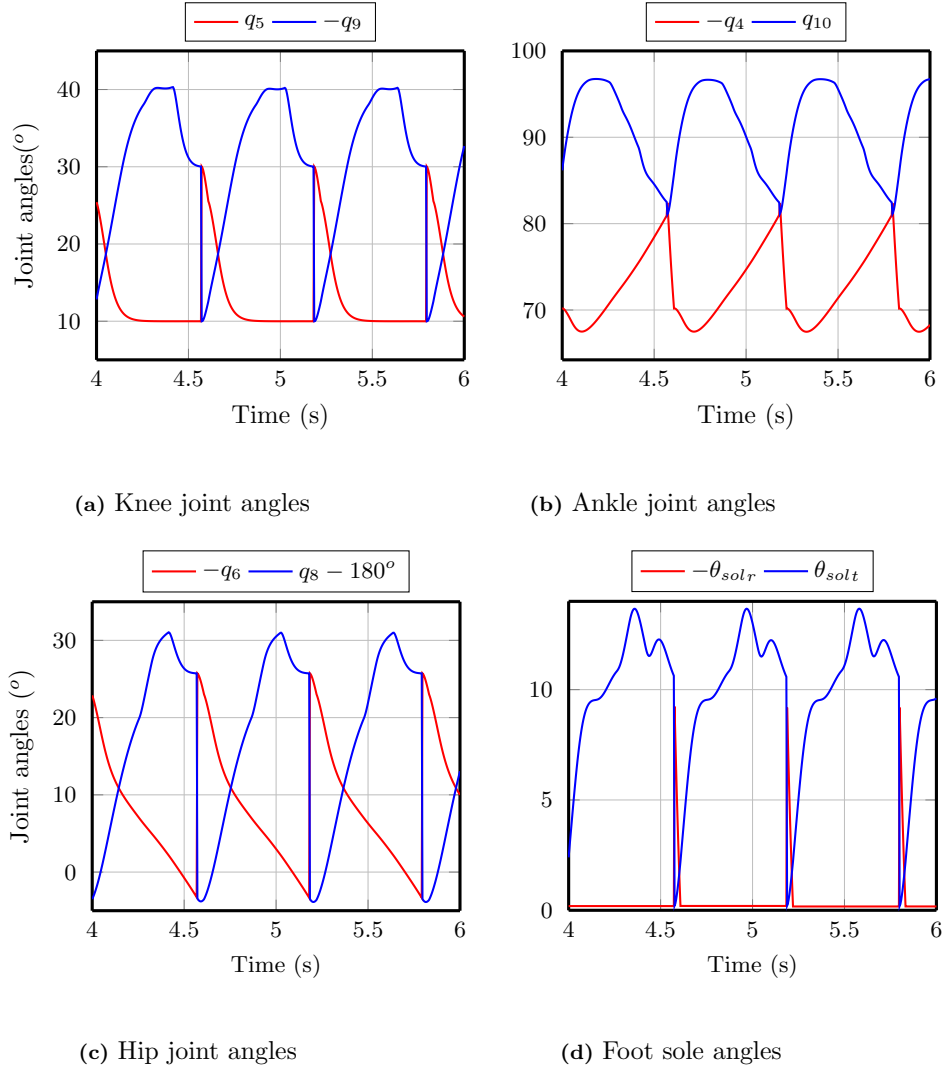 q5 −q9
−q4 q10
40
30
20
10
4 4.5 5 5.5 6
Joint angles(o)
Time (s)
100
90
80
70
4 4.5 5 5.5 6
Time (s)
(a) Knee joint angles
(b) Ankle joint angles
−q6 q8 − 180o
−θsolr θsolt
30
20
10
0
4 4.5 5 5.5 6
Joint angles (o)
Time (s)
10
5
0
4 4.5 5 5.5 6
Time (s)
(c) Hip joint angles
(d) Foot sole angles